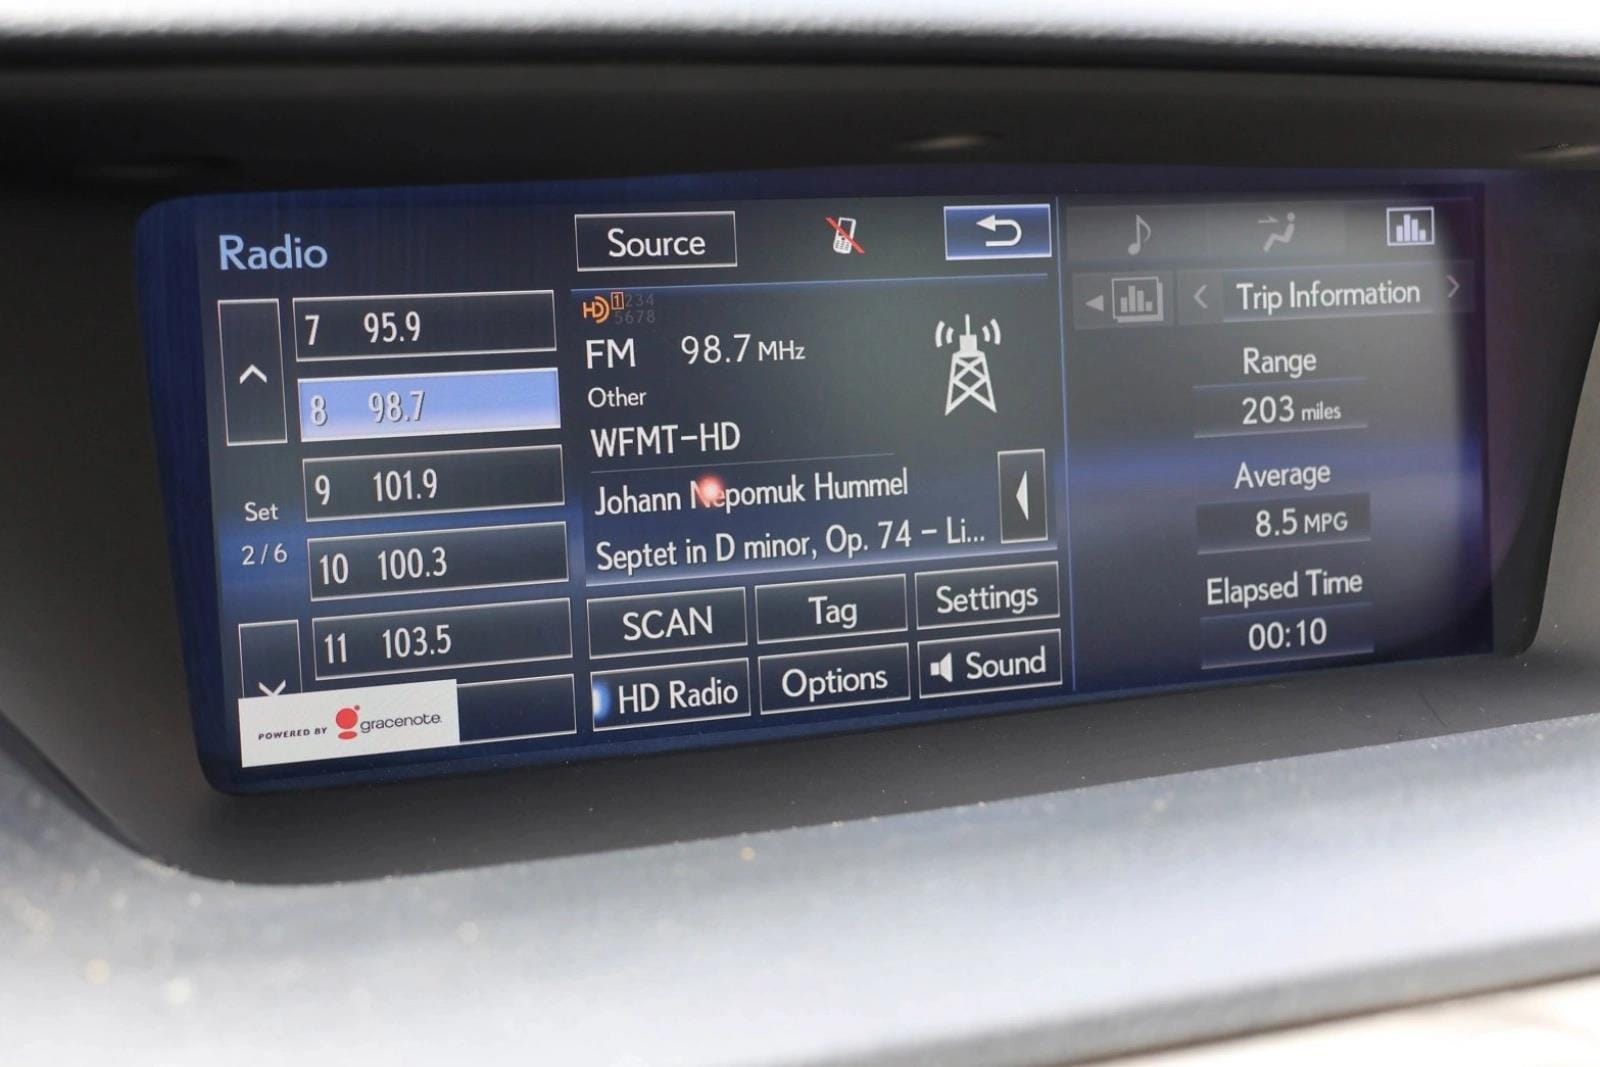 Radio
Source
7 95.9
8 98.7
9 101.9
10 100.3
11 103.5
Set
2/6
POWERED BY gracenote.
HD 1234
5678
FM 98.7 MHz
Other
WFMT-HD
Johann Nepomuk Hummel
Septet in D minor, Op. 74 - Li...
SCAN
Tag
Settings
HD Radio
Options
Sound
Trip Information
Range
203 miles
Average
8.5 MPG
Elapsed Time
00:10